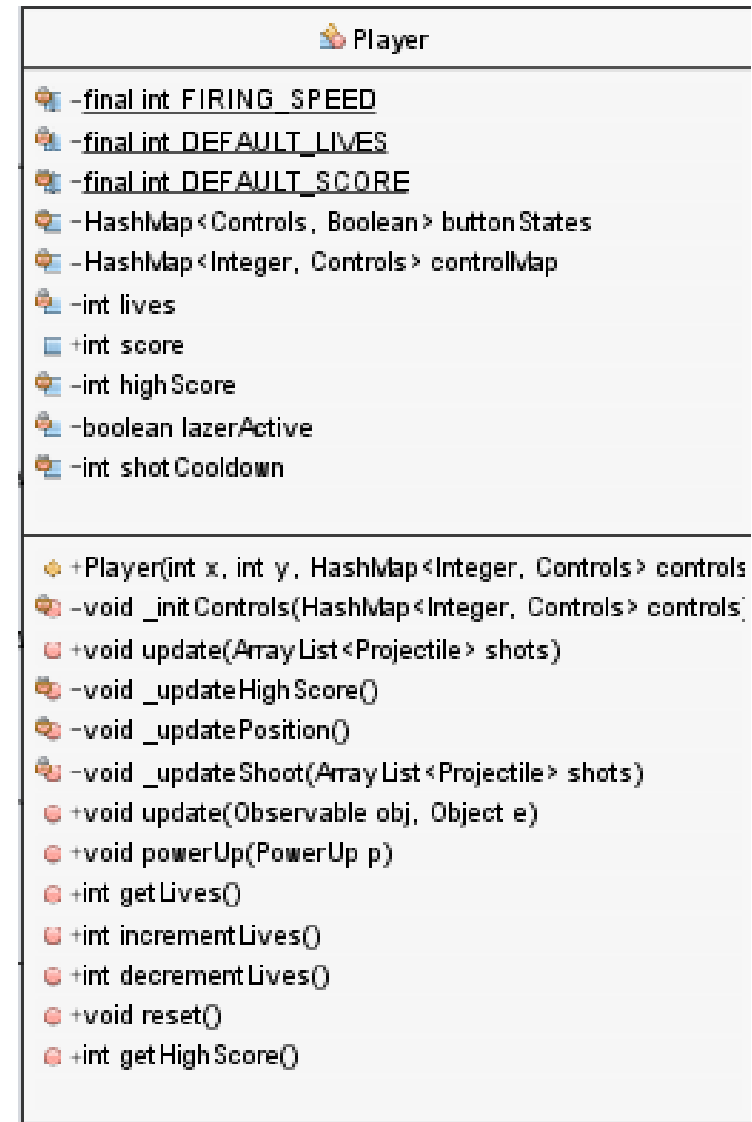 Player
-final int FIRING_SPEED
-final int DEFAULT_LIVES
-final int DEFAULT_SCORE
-HashMap<Controls, Boolean> buttonStates
-HashMap<Integer, Controls> controlMap
-int lives
+int score
-int highScore
-boolean lazerActive
-int shotCooldown
+Player(int x, int y, HashMap<Integer, Controls> controls
-void _initControls(HashMap<Integer, Controls> controls)
+void update(ArrayList<Projectile> shots)
-void _updateHighScore()
-void _updatePosition()
-void _updateShoot(ArrayList<Projectile> shots)
+void update(Observable obj, Object e)
+void powerUp(PowerUp p)
+int getLives()
+int incrementLives()
+int decrementLives()
+void reset()
+int getHighScore()